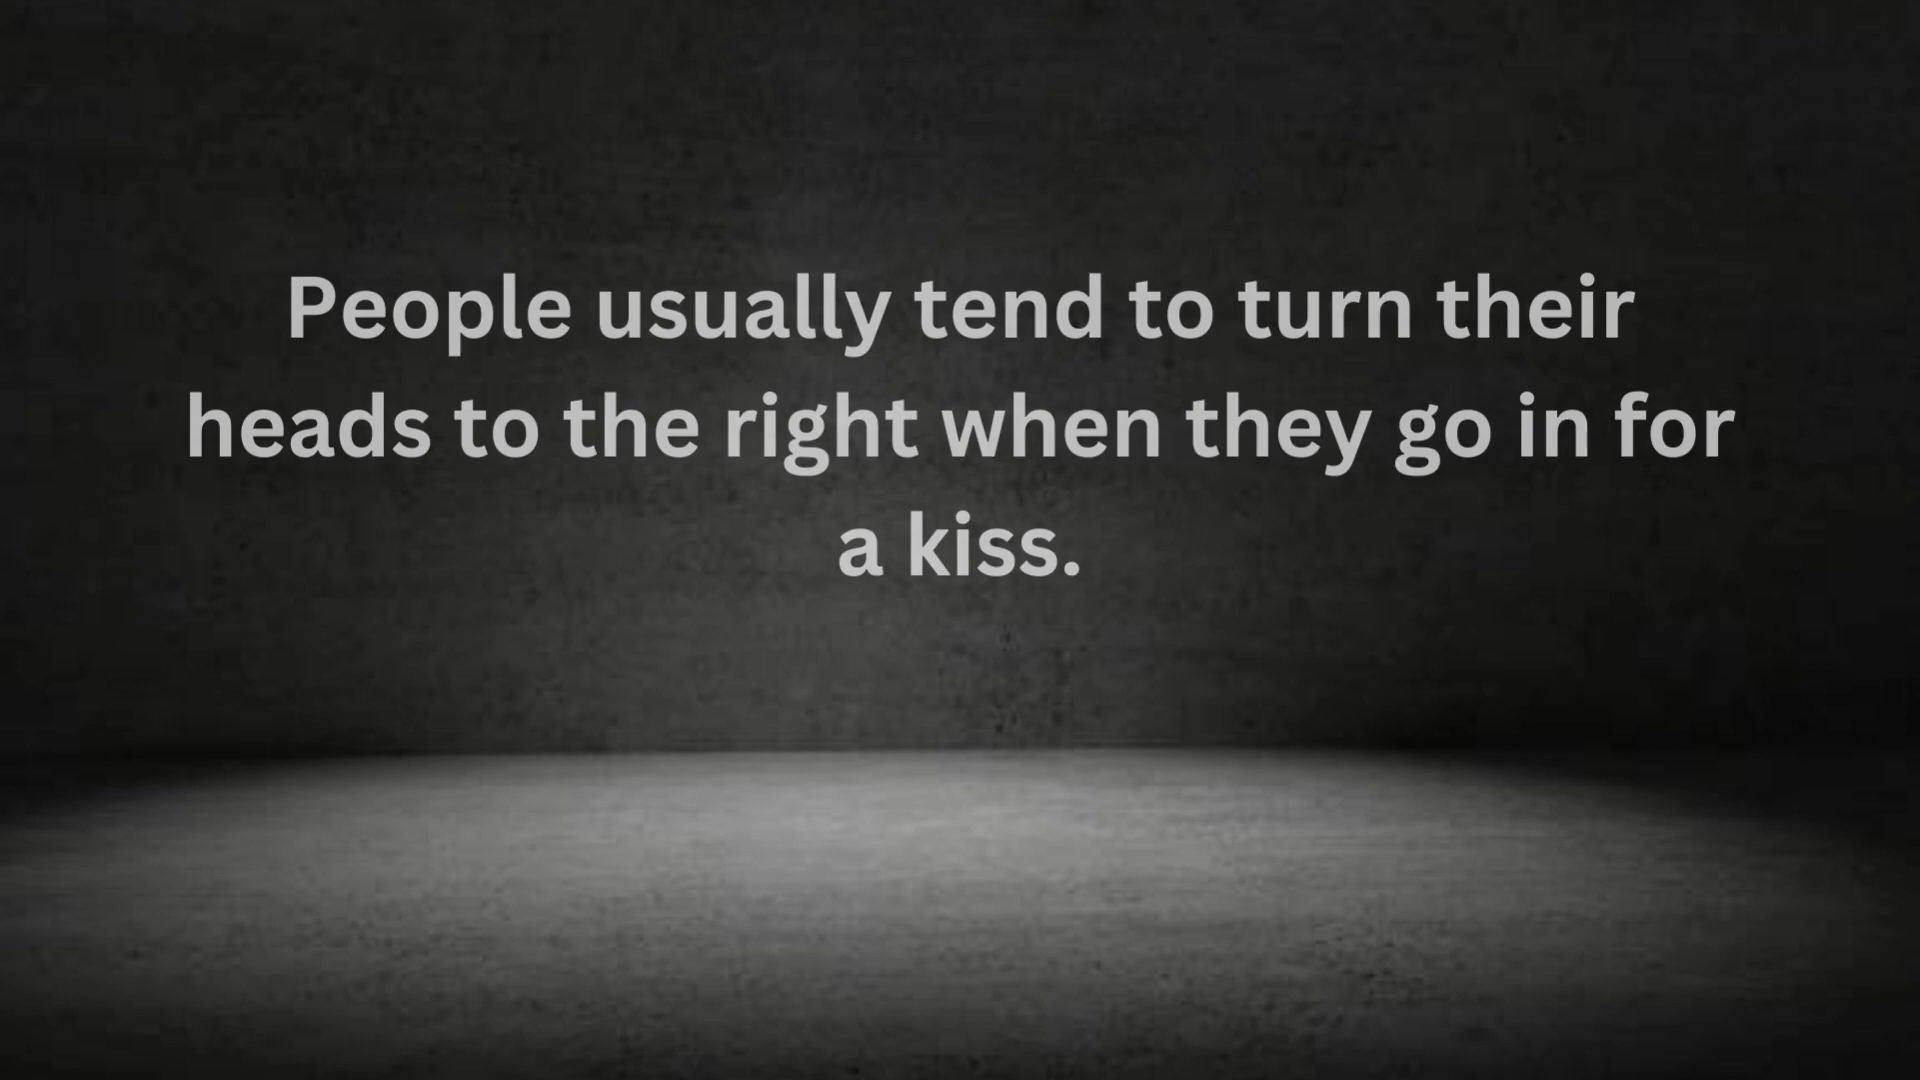 People usually tend to turn their
heads to the right when they go in for
a kiss.